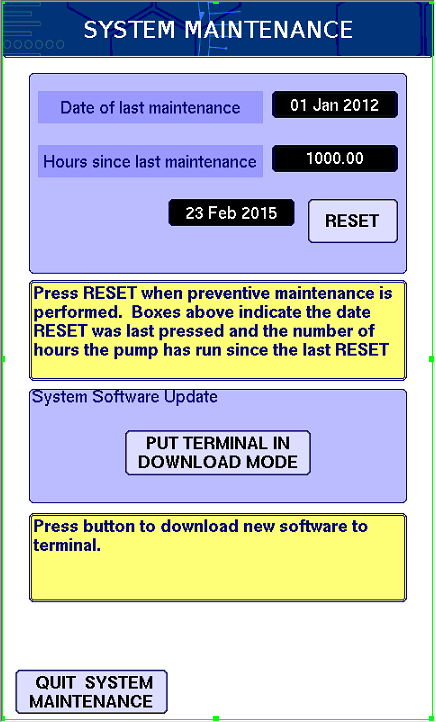 SYSTEM MAINTENANCE
Date of last maintenance
01 Jan 2012
Hours since last maintenance
1000.00
23 Feb 2015
RESET
Press RESET when preventive maintenance is
performed.  Boxes above indicate the date
RESET was last pressed and the number of
hours the pump has run since the last RESET
System Software Update
PUT TERMINAL IN
DOWNLOAD MODE
Press button to download new software to
terminal.
QUIT  SYSTEM
MAINTENANCE